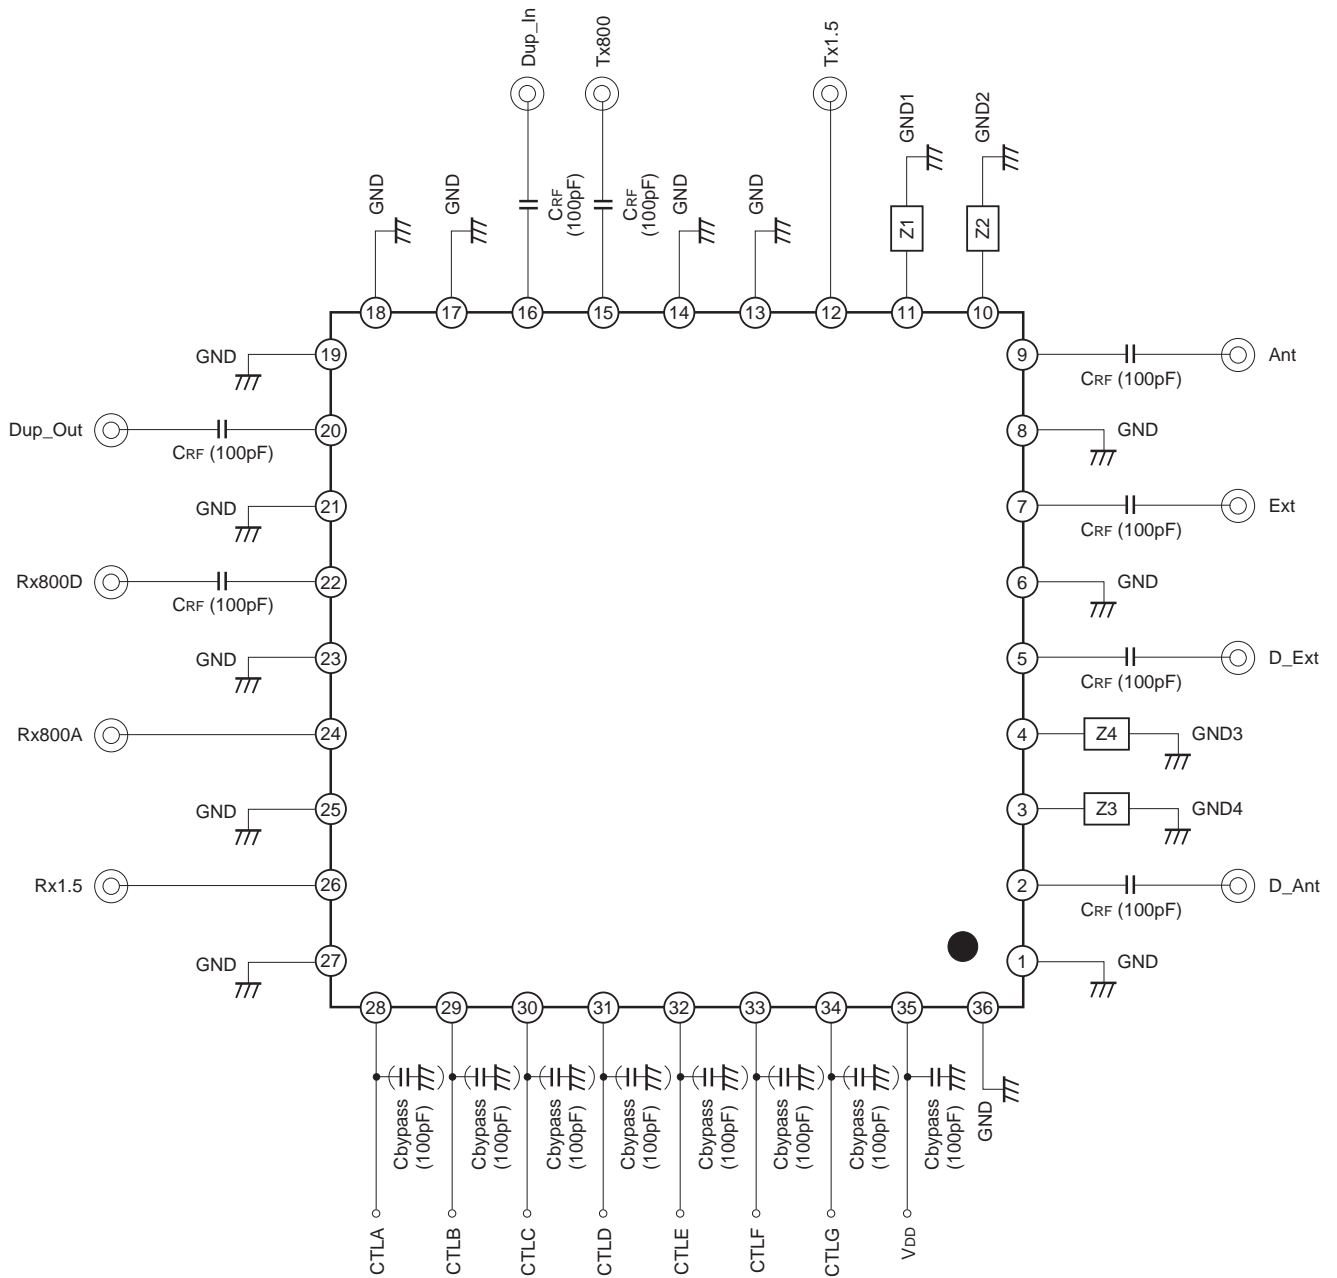 Dup_In
Tx800
Tx1.5
GND1
GND2
GND
GND
CRF
(100pF)
CRF
(100pF)
GND
GND
Z1
Z2
18
17
16
15
14
13
12
11
10
GND
19
9
Ant
CRF (100pF)
Dup_Out
20
CRF (100pF)
8
GND
GND
21
7
Ext
CRF (100pF)
Rx800D
22
CRF (100pF)
6
GND
GND
23
5
D_Ext
CRF (100pF)
Rx800A
24
4
Z4
GND3
GND
25
3
Z3
GND4
Rx1.5
26
2
D_Ant
CRF (100pF)
GND
27
1
GND
28
29
30
31
32
33
34
35
36
Cbypass
(100pF)
Cbypass
(100pF)
Cbypass
(100pF)
Cbypass
(100pF)
Cbypass
(100pF)
Cbypass
(100pF)
Cbypass
(100pF)
Cbypass
(100pF)
GND
CTLA
CTLB
CTLC
CTLD
CTLE
CTLF
CTLG
VDD